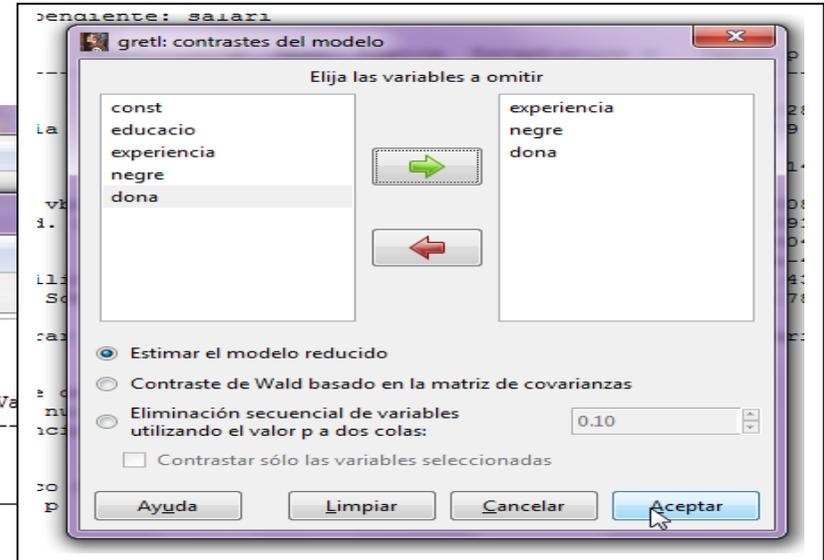 pendiente: salari
gretl: contrastes del modelo
Elija las variables a omitir
const
educacio
experiencia
negre
dona
experiencia
negre
dona
Estimar el modelo reducido
Contraste de Wald basado en la matriz de covarianzas
Eliminación secuencial de variables
utilizando el valor p a dos colas:
0.10
Contrastar sólo las variables seleccionadas
Ayuda
Limpiar
Cancelar
Aceptar